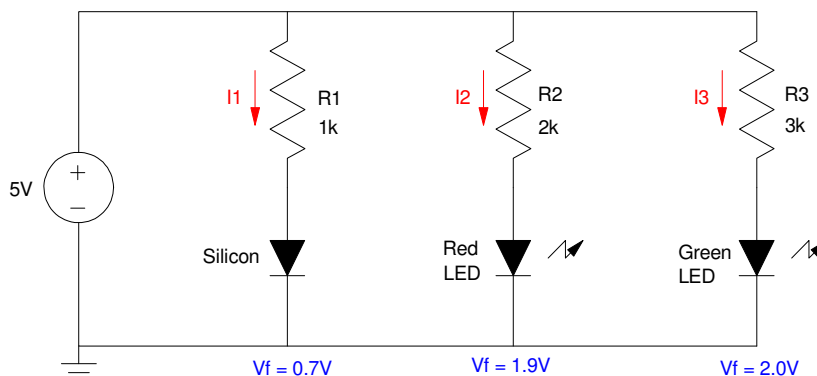 I1
R1
1k
I2
R2
2k
I3
R3
3k
5V
+
−
Silicon
Red
LED
Green
LED
Vf = 0.7V
Vf = 1.9V
Vf = 2.0V